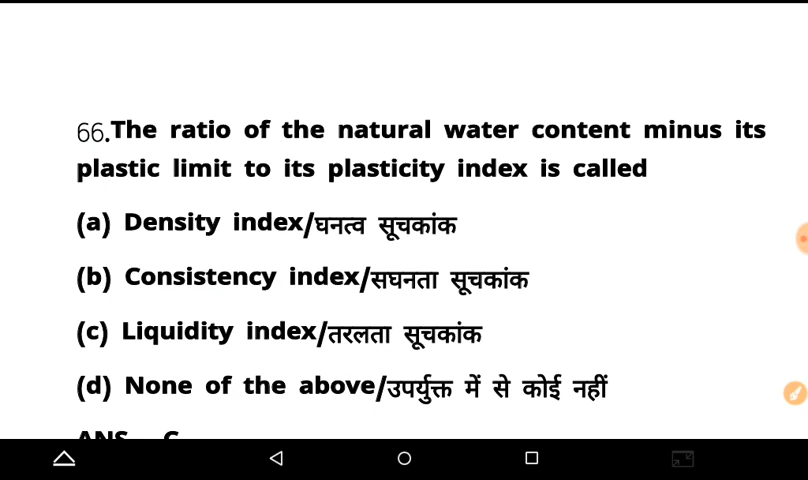 66.The ratio of the natural water content minus its
plastic limit to its plasticity index is called
(a) Density index/घनत्व सूचकांक
(b) Consistency index/सघनता सूचकांक
(c) Liquidity index/तरलता सूचकांक
(d) None of the above/उपर्युक्त में से कोई नहीं
ANS C